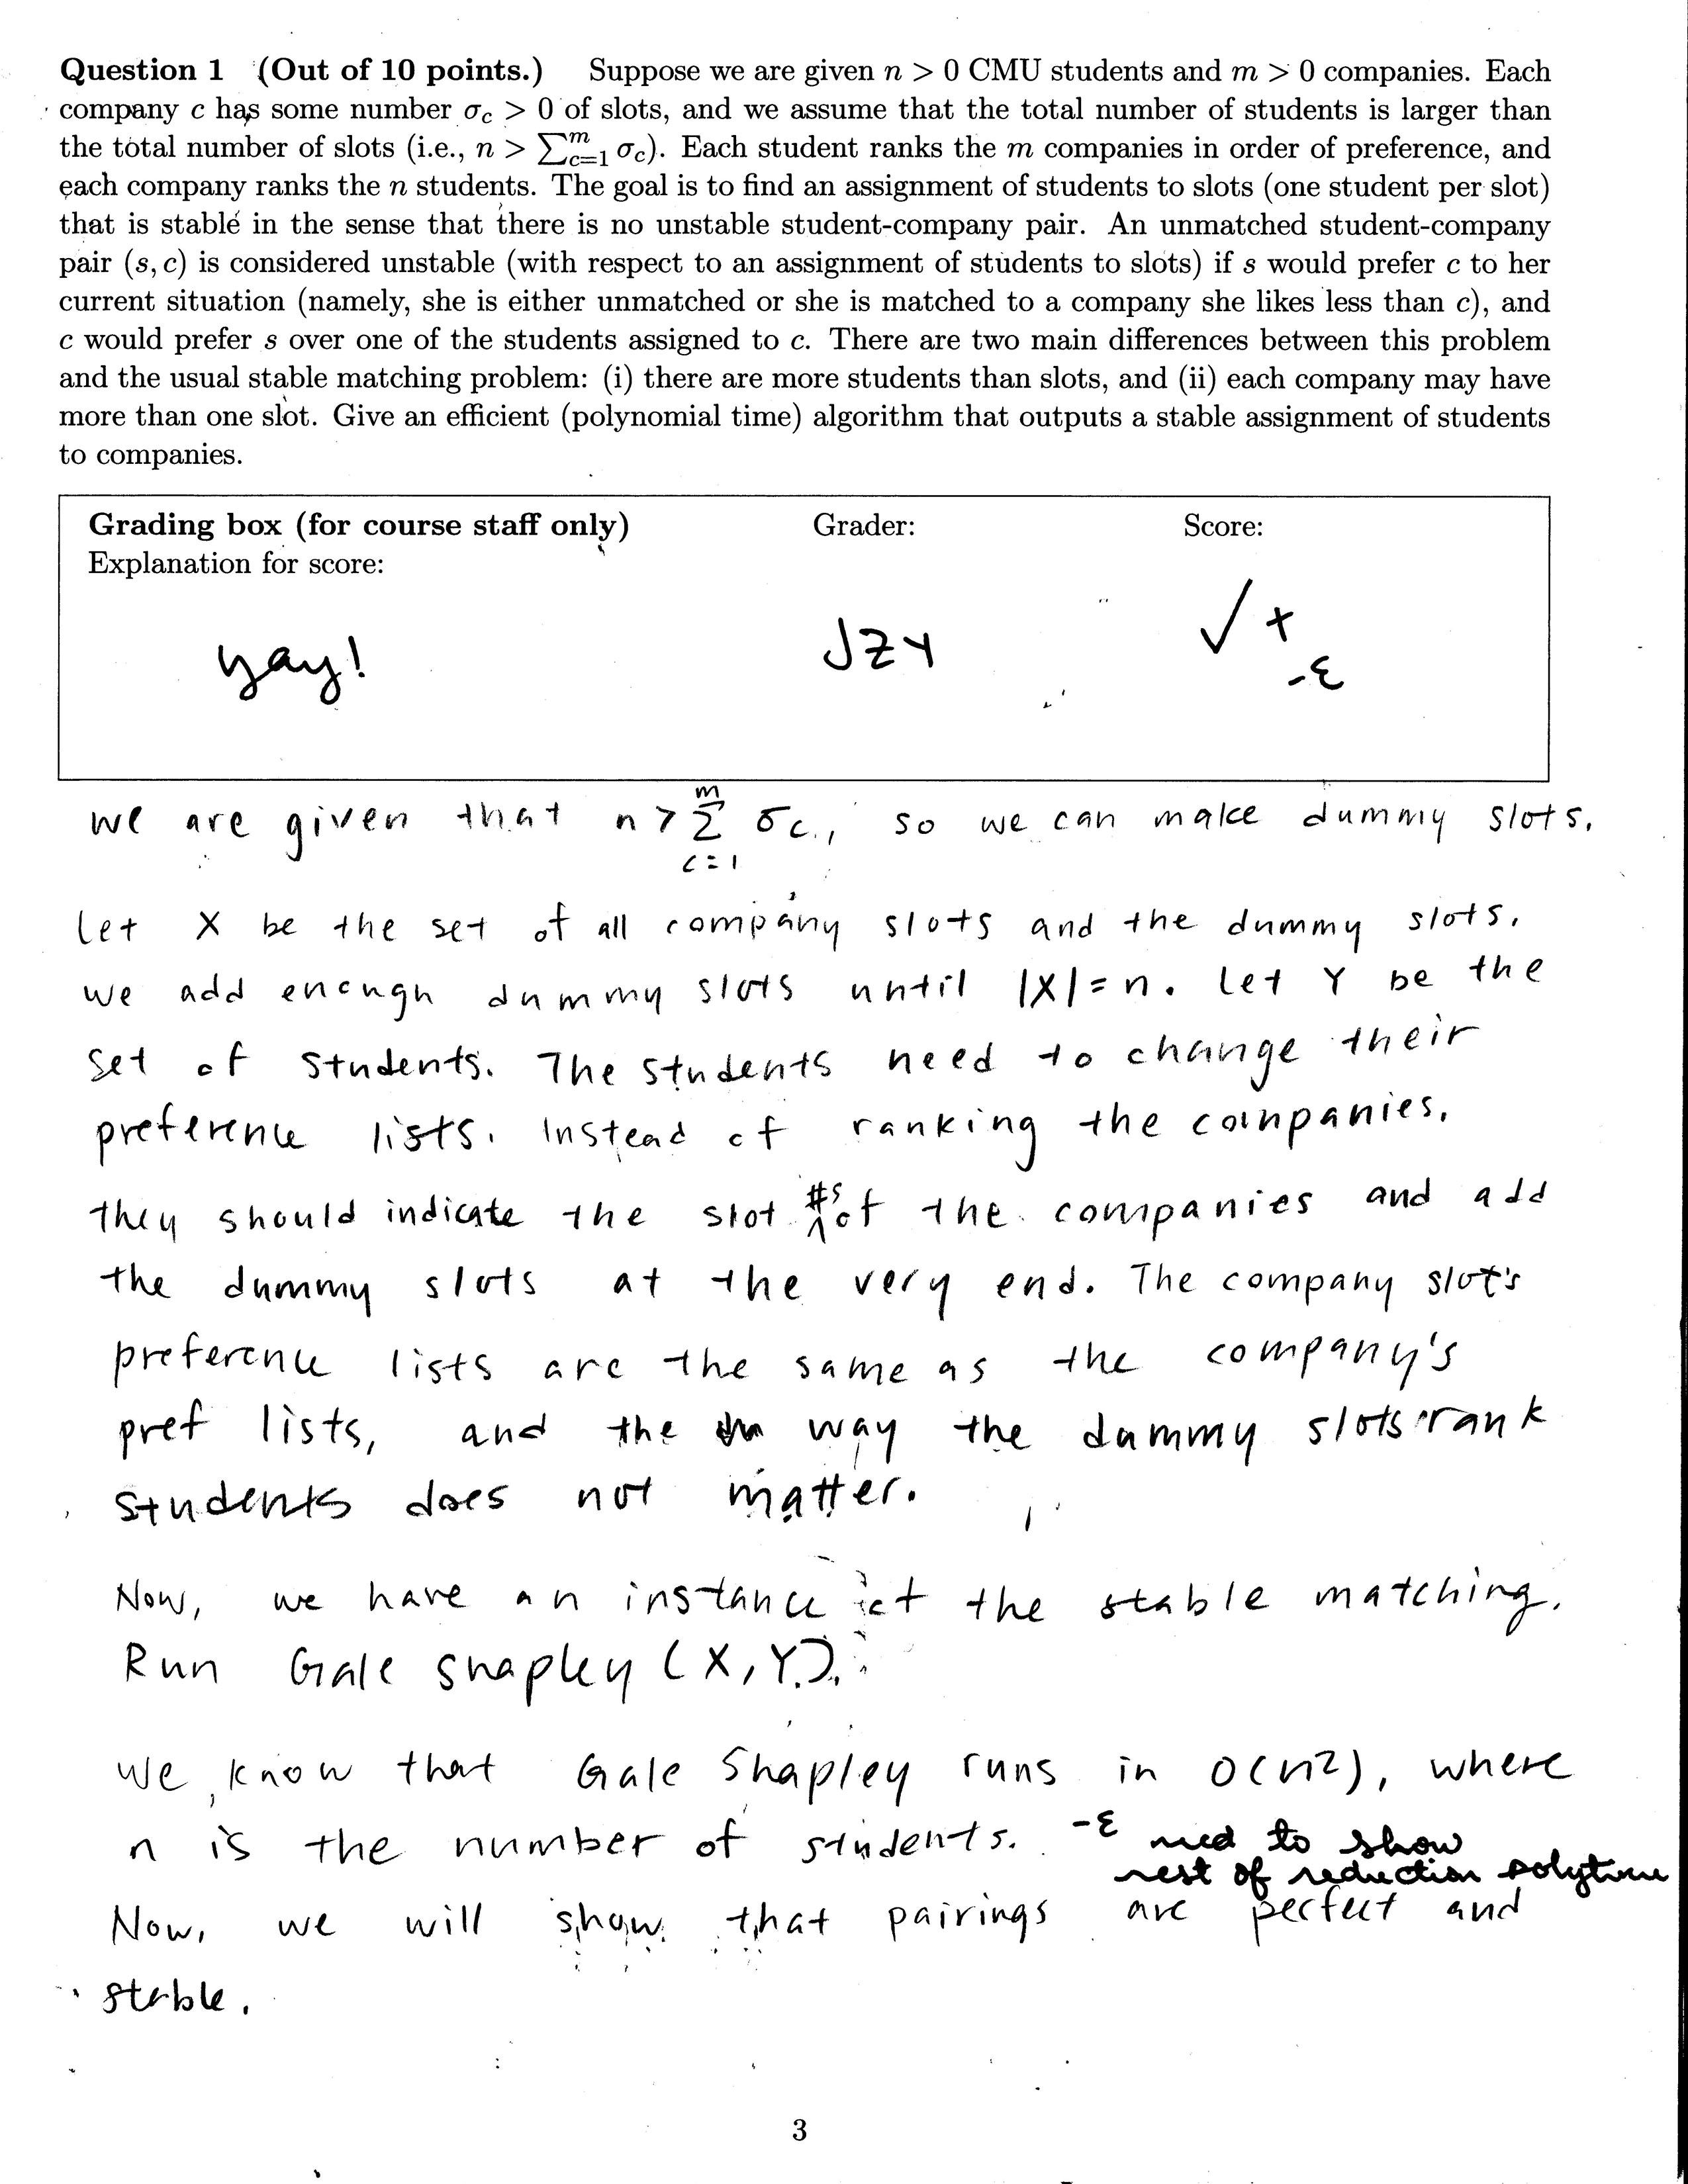 Question 1 (Out of 10 points.) Suppose we are given n > 0 CMU students and m > 0 companies. Each
company c has some number σ_c > 0 of slots, and we assume that the total number of students is larger than
the total number of slots (i.e., n > ∑_{c=1}^m σ_c). Each student ranks the m companies in order of preference, and
each company ranks the n students. The goal is to find an assignment of students to slots (one student per slot)
that is stable in the sense that there is no unstable student-company pair. An unmatched student-company
pair (s, c) is considered unstable (with respect to an assignment of students to slots) if s would prefer c to her
current situation (namely, she is either unmatched or she is matched to a company she likes less than c), and
c would prefer s over one of the students assigned to c. There are two main differences between this problem
and the usual stable matching problem: (i) there are more students than slots, and (ii) each company may have
more than one slot. Give an efficient (polynomial time) algorithm that outputs a stable assignment of students
to companies.
Grading box (for course staff only) Grader: Score:
Explanation for score:
yay! JZY ✓+
-ε
we are given that n > ∑_{c=1}^m σ_c, so we can make dummy slots.
Let X be the set of all company slots and the dummy slots.
we add enough dummy slots until |X| = n. Let Y be the
set of students. The students need to change their
preference lists. Instead of ranking the companies,
they should indicate the slot #s of the companies and add
the dummy slots at the very end. The company slot's
preference lists are the same as the company's
pref lists, and the way the dummy slots rank
students does not matter.
Now, we have an instance of the stable matching.
Run Gale Shapley (X, Y).
We know that Gale Shapley runs in O(n²), where
n is the number of students. -ε need to show
rest of reduction polytime
Now, we will show that pairings are perfect and
stable.
3